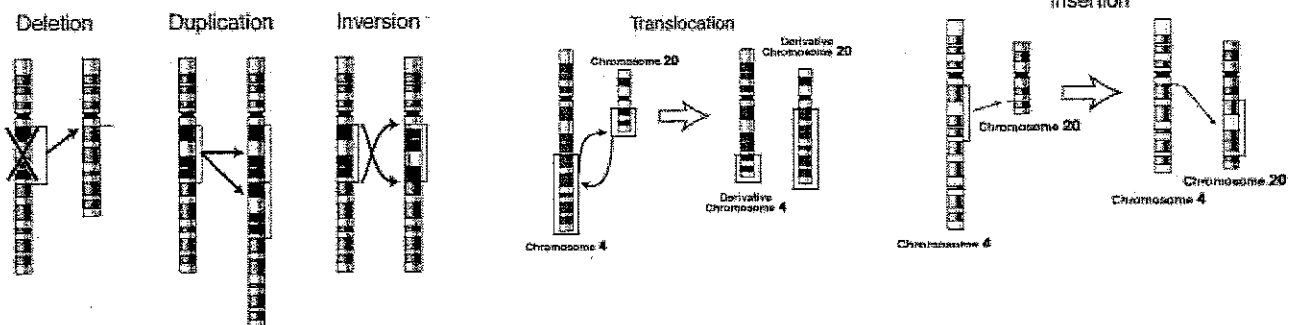 Deletion
Duplication
Inversion
Translocation
Chromosome 20
Chromosome 4
Derivative
Chromosome 20
Derivative
Chromosome 4
Insertion
Chromosome 20
Chromosome 4
Chromosome 20
Chromosome 4